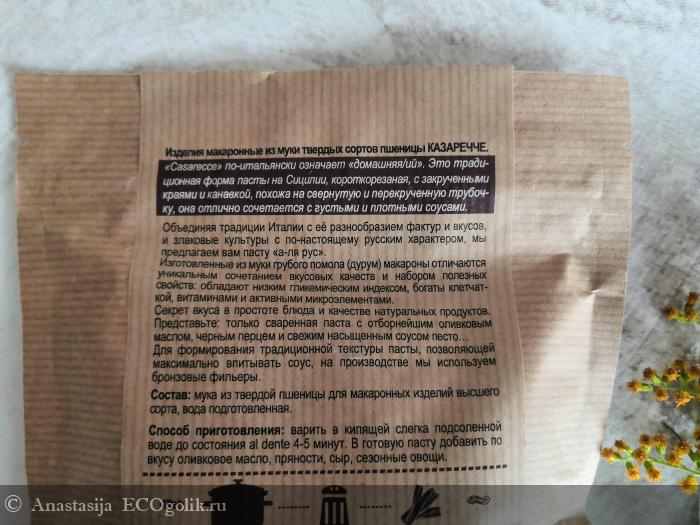 Изделия макаронные из муки твердых сортов пшеницы КАЗАРЕЧЧЕ.
«Casarecce» по-итальянски означает «домашняя/ий». Это тради-
ционная форма пасты на Сицилии, короткорезаная, с закрученными
краями и канавкой, похожа на свернутую и перекрученную трубоч-
ку, она отлично сочетается с густыми и плотными соусами.
Объединяя традиции Италии с её разнообразием фактур и вкусов,
и злаковые культуры с по-настоящему русским характером, мы
предлагаем вам пасту "а-ля рус".
Изготовленные из муки грубого помола (дурум) макароны отличаются
уникальным сочетанием вкусовых качеств и набором полезных
свойств: обладают низким гликемическим индексом, богаты клетчат-
кой, витаминами и активными микроэлементами.
Секрет вкуса в простоте блюда и качестве натуральных продуктов.
Представьте: только сваренная паста с отборнейшим оливковым
маслом, черным перцем и свежим насыщенным соусом песто...
Для формирования традиционной текстуры пасты, позволяющей
максимально впитывать соус, на производстве мы используем
бронзовые фильеры.
Состав: мука из твердой пшеницы для макаронных изделий высшего
сорта, вода подготовленная.
Способ приготовления: варить в кипящей слегка подсоленной
воде до состояния al dente 4-5 минут. В готовую пасту добавить по
вкусу оливковое масло, пряности, сыр, сезонные овощи.
© Anastasija ECOgolik.ru